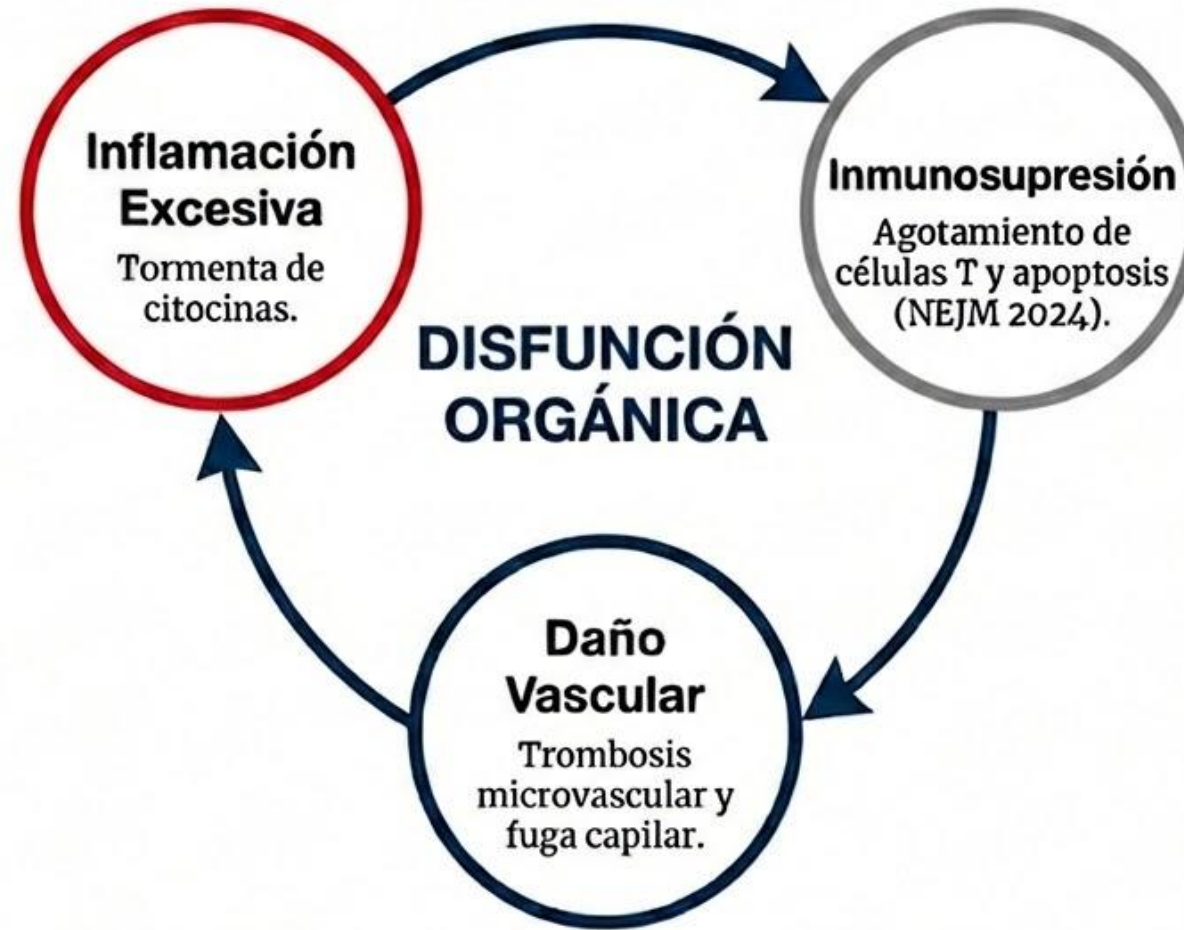 Inflamación
Excesiva
Tormenta de
citocinas.
Inmunosupresión
Agotamiento de
células T y apoptosis
(NEJM 2024).
DISFUNCIÓN
ORGÁNICA
Daño
Vascular
Trombosis
microvascular y
fuga capilar.